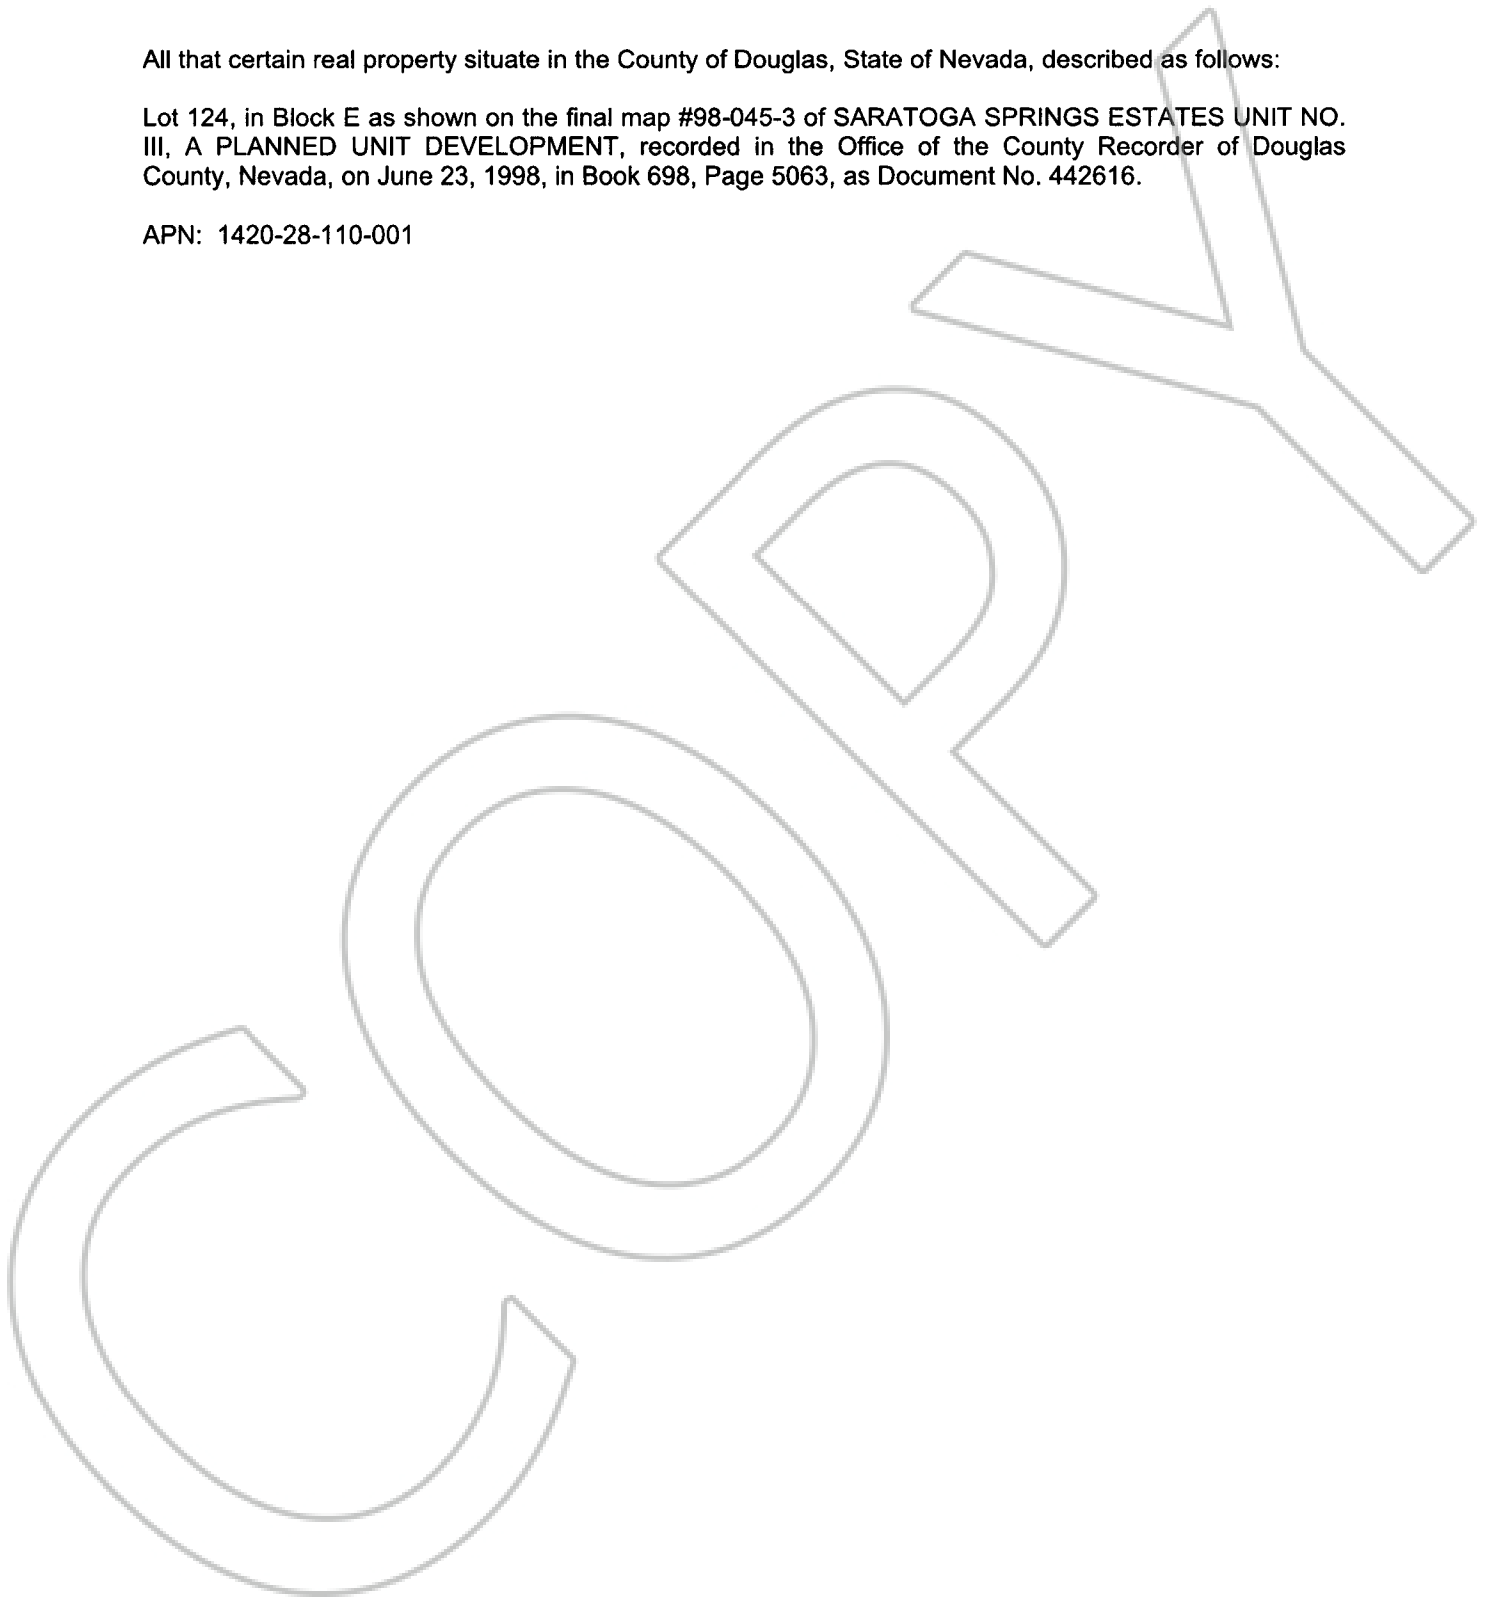 All that certain real property situate in the County of Douglas, State of Nevada, described as follows:
Lot 124, in Block E as shown on the final map #98-045-3 of SARATOGA SPRINGS ESTATES UNIT NO.
III, A PLANNED UNIT DEVELOPMENT, recorded in the Office of the County Recorder of Douglas
County, Nevada, on June 23, 1998, in Book 698, Page 5063, as Document No. 442616.
APN: 1420-28-110-001
COPY